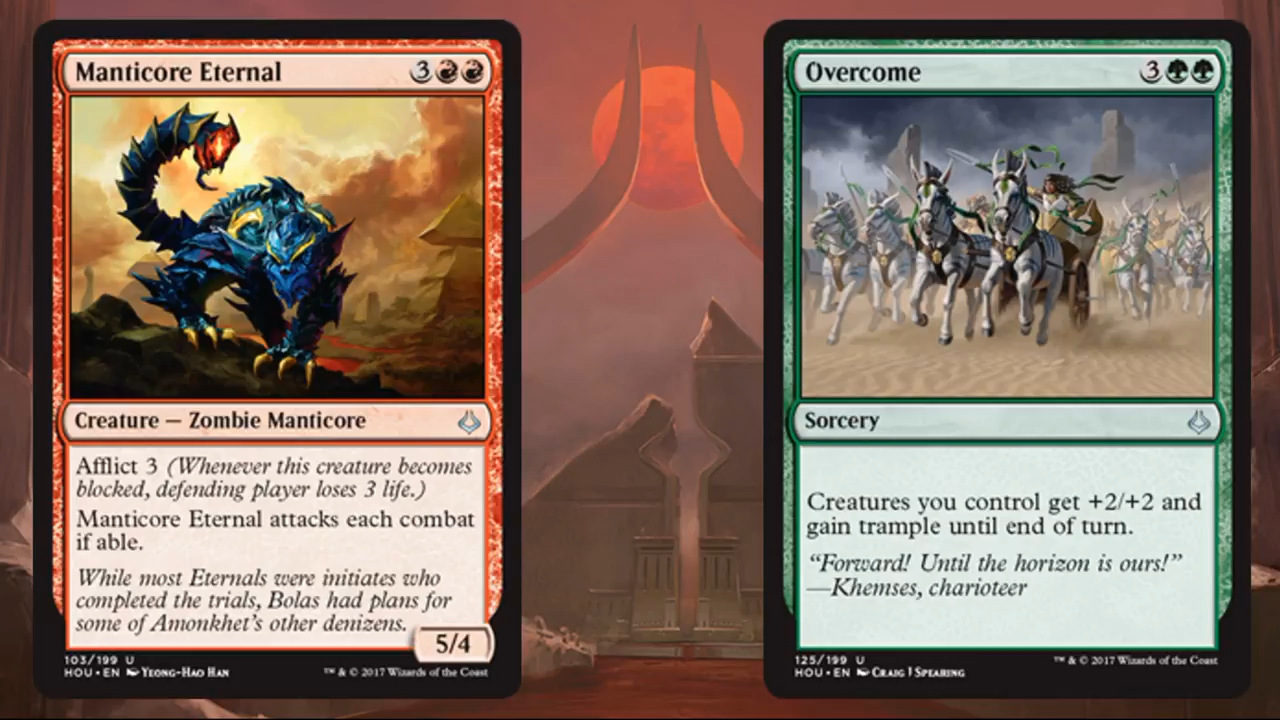 Manticore Eternal 3
Creature — Zombie Manticore
Afflict 3 (Whenever this creature becomes
blocked, defending player loses 3 life.)
Manticore Eternal attacks each combat
if able.
While most Eternals were initiates who
completed the trials, Bolas had plans for
some of Amonkhet's other denizens.
5/4
103/199 U
HOU • EN Yeong-Hao Han
™ & © 2017 Wizards of the Coast
Overcome 3
Sorcery
Creatures you control get +2/+2 and
gain trample until end of turn.
“Forward! Until the horizon is ours!”
—Khemses, charioteer
125/199 U
HOU • EN Craig J Spearing
™ & © 2017 Wizards of the Coast